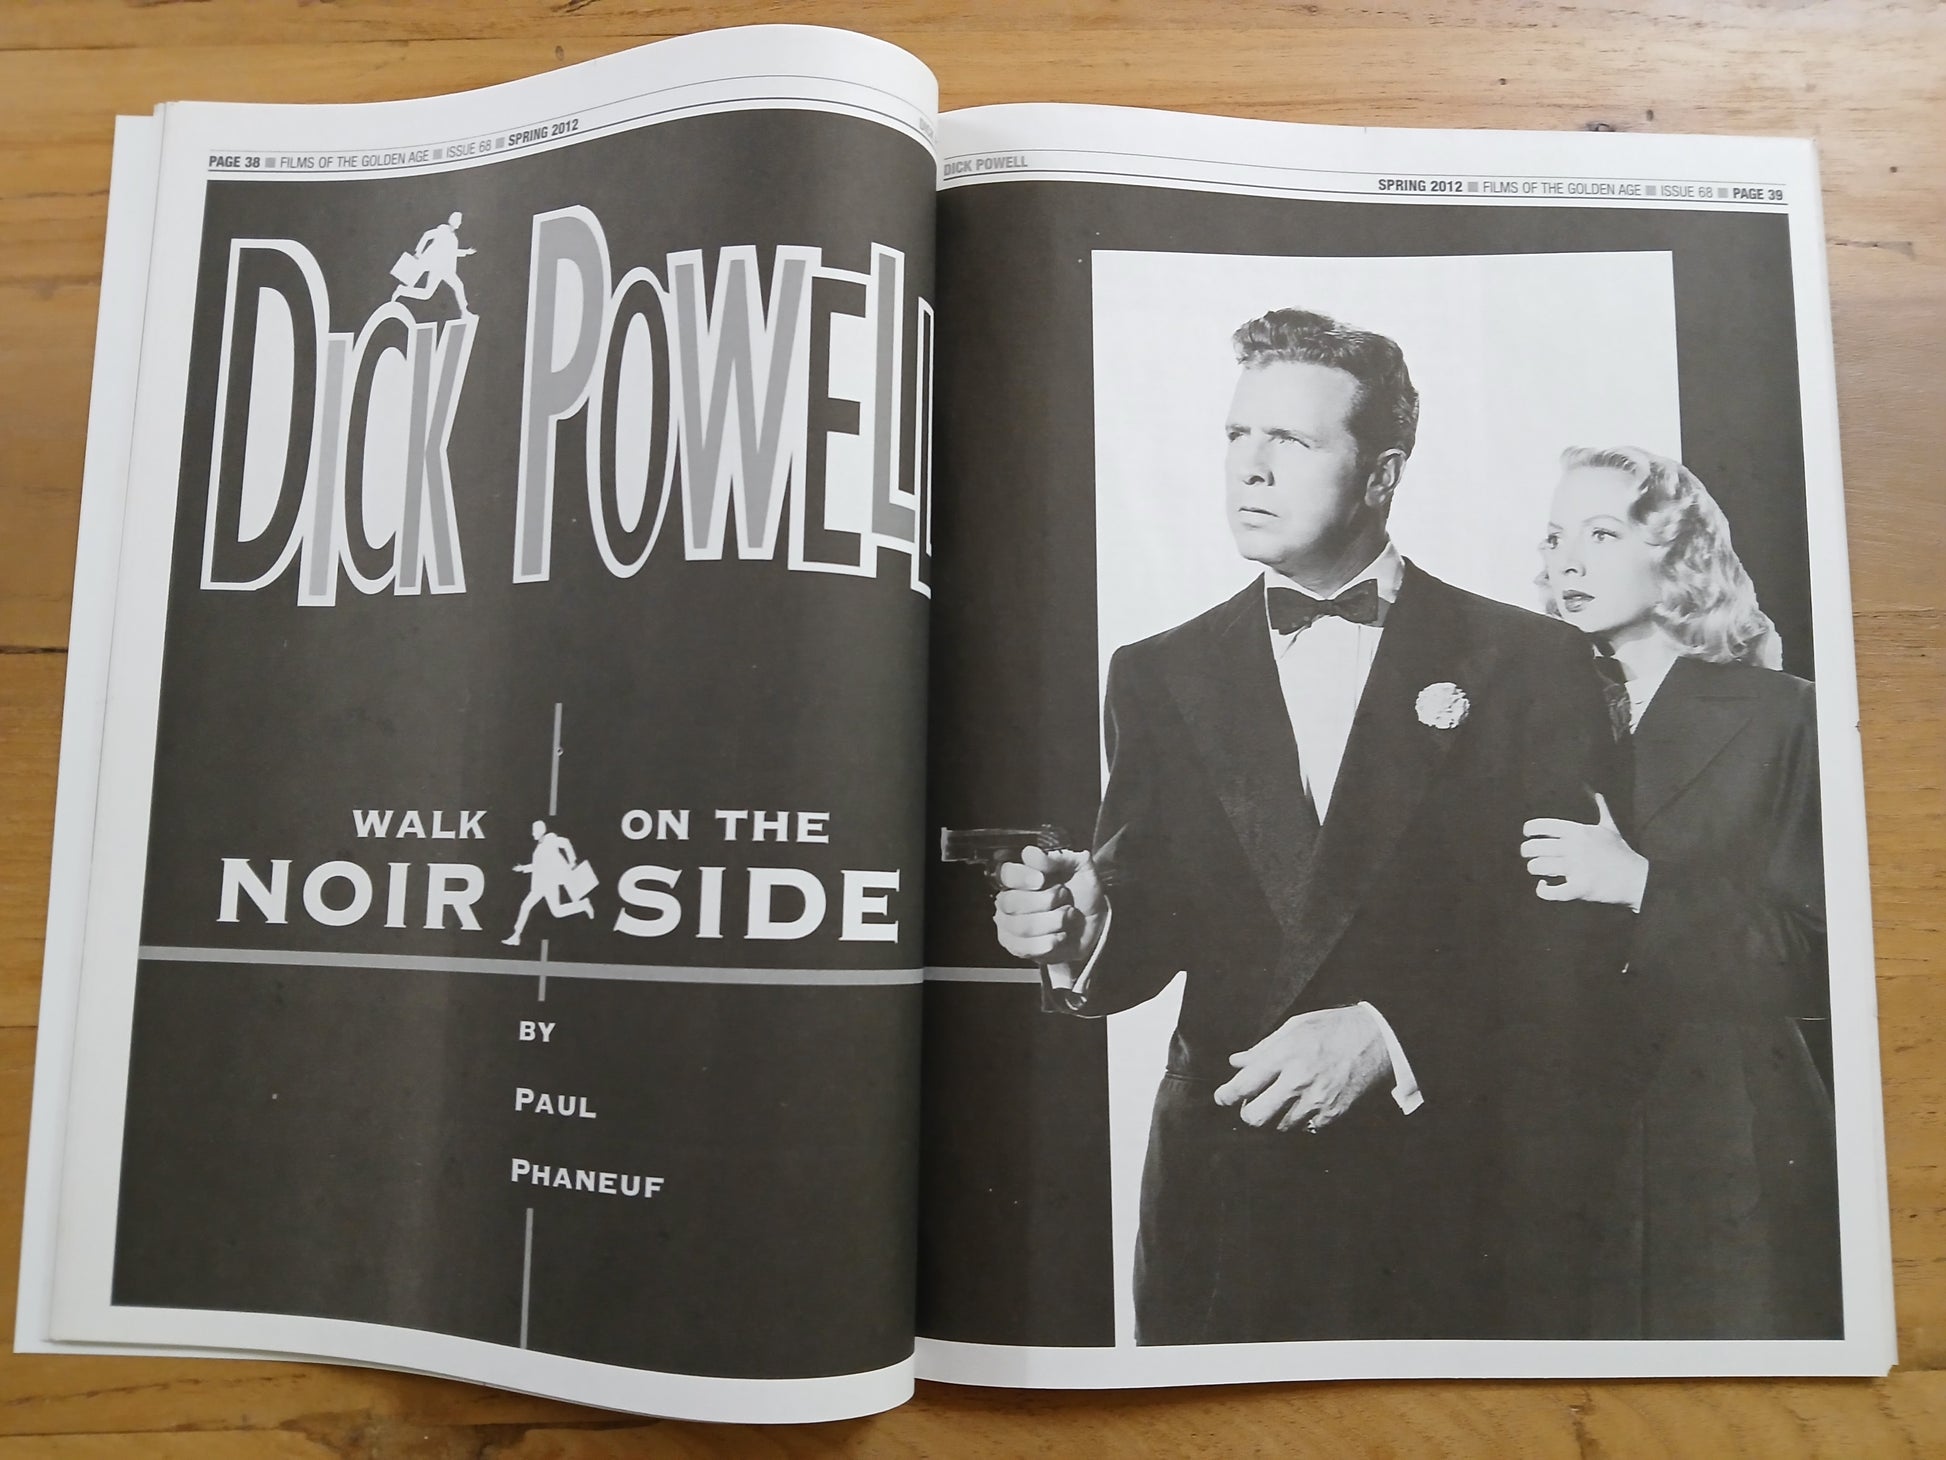 PAGE 38 ■ FILMS OF THE GOLDEN AGE ■ ISSUE 68 ■ SPRING 2012
DICK POWELL
WALK ON THE
NOIR SIDE
BY
PAUL
PHANEUF
DICK POWELL
SPRING 2012 ■ FILMS OF THE GOLDEN AGE ■ ISSUE 68 ■ PAGE 39